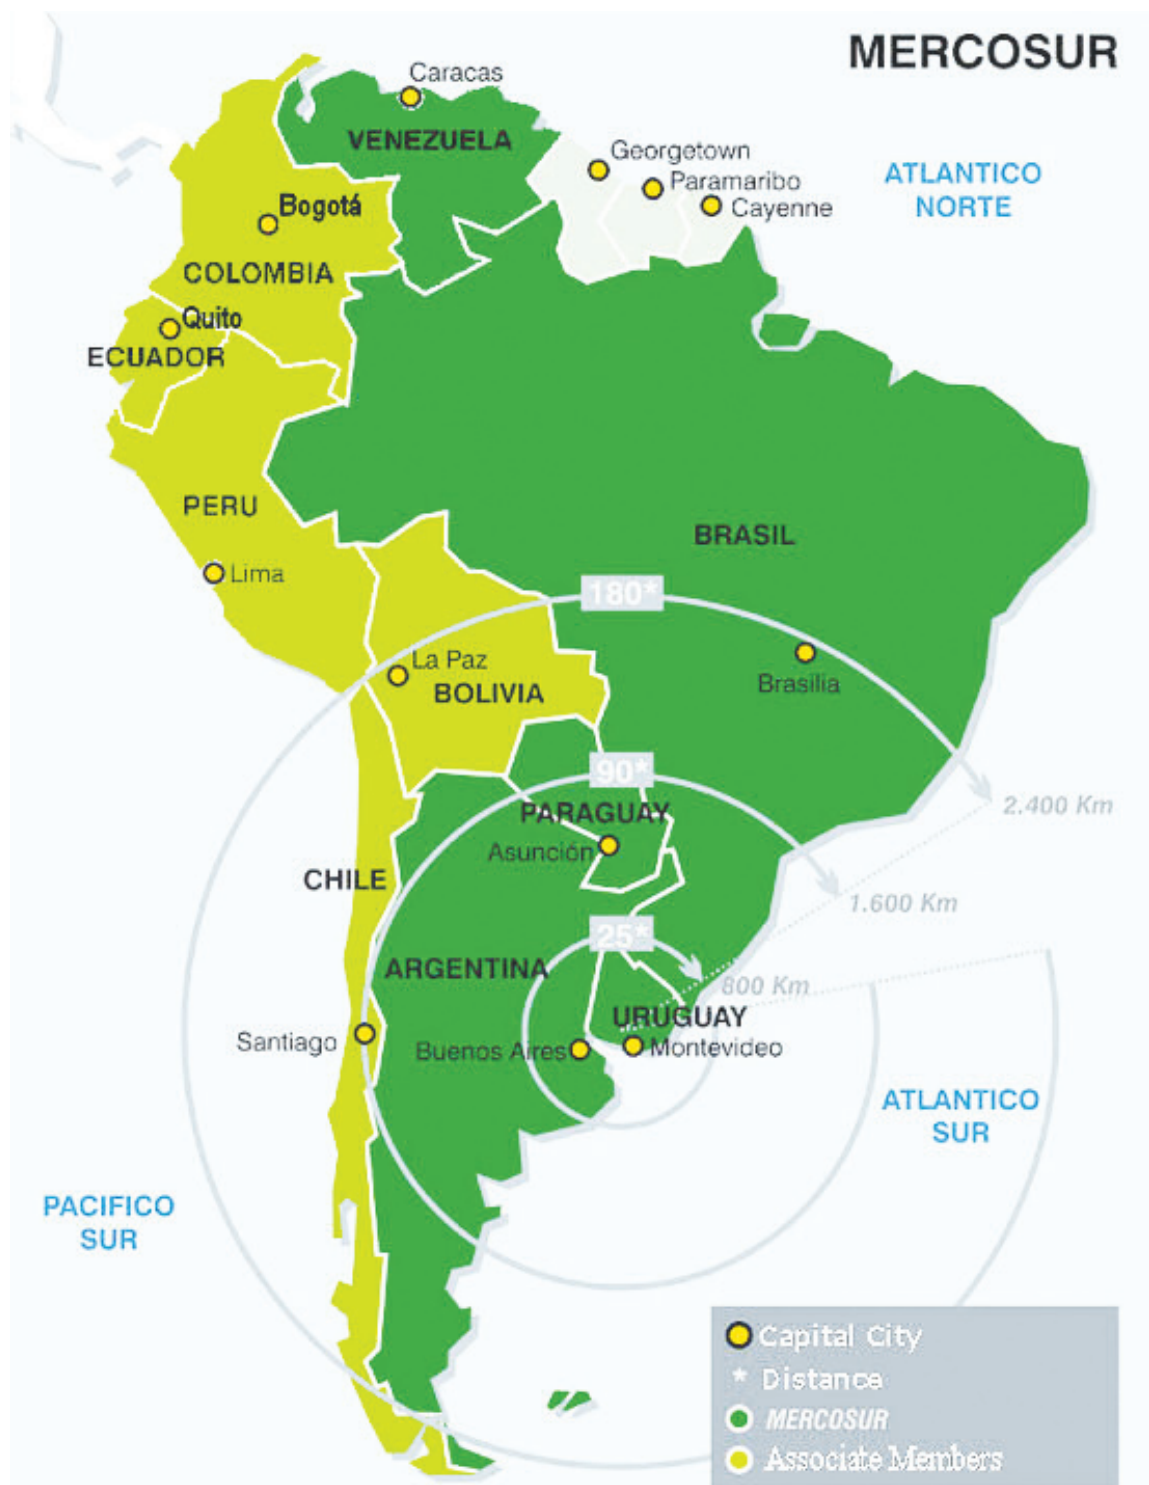 MERCOSUR
Caracas
VENEZUELA
Georgetown
Paramaribo
Cayenne
ATLANTICO
NORTE
Bogotá
COLOMBIA
Quito
ECUADOR
PERU
Lima
BRASIL
180*
La Paz
BOLIVIA
Brasilia
90*
2.400 Km
PARAGUAY
Asunción
CHILE
1.600 Km
25*
ARGENTINA
800 Km
URUGUAY
Santiago
Buenos Aires
Montevideo
ATLANTICO
SUR
PACIFICO
SUR
Capital City
* Distance
MERCOSUR
Associate Members